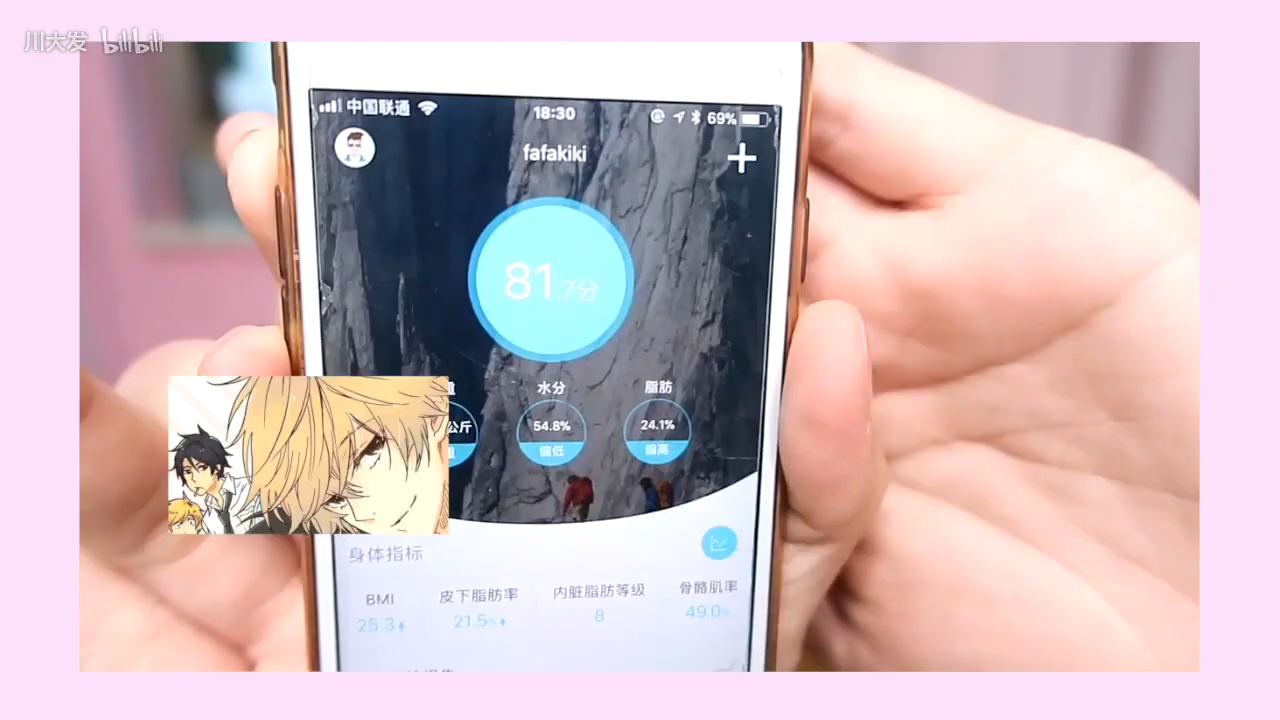 川大发 bilibili
中国联通 18:30 69%
fafakiki
81.7分
水分 脂肪
公斤 54.8% 24.1%
偏低 偏高
身体指标
BMI 皮下脂肪率 内脏脂肪等级 骨骼肌率
25.3 21.5% 8 49.0%